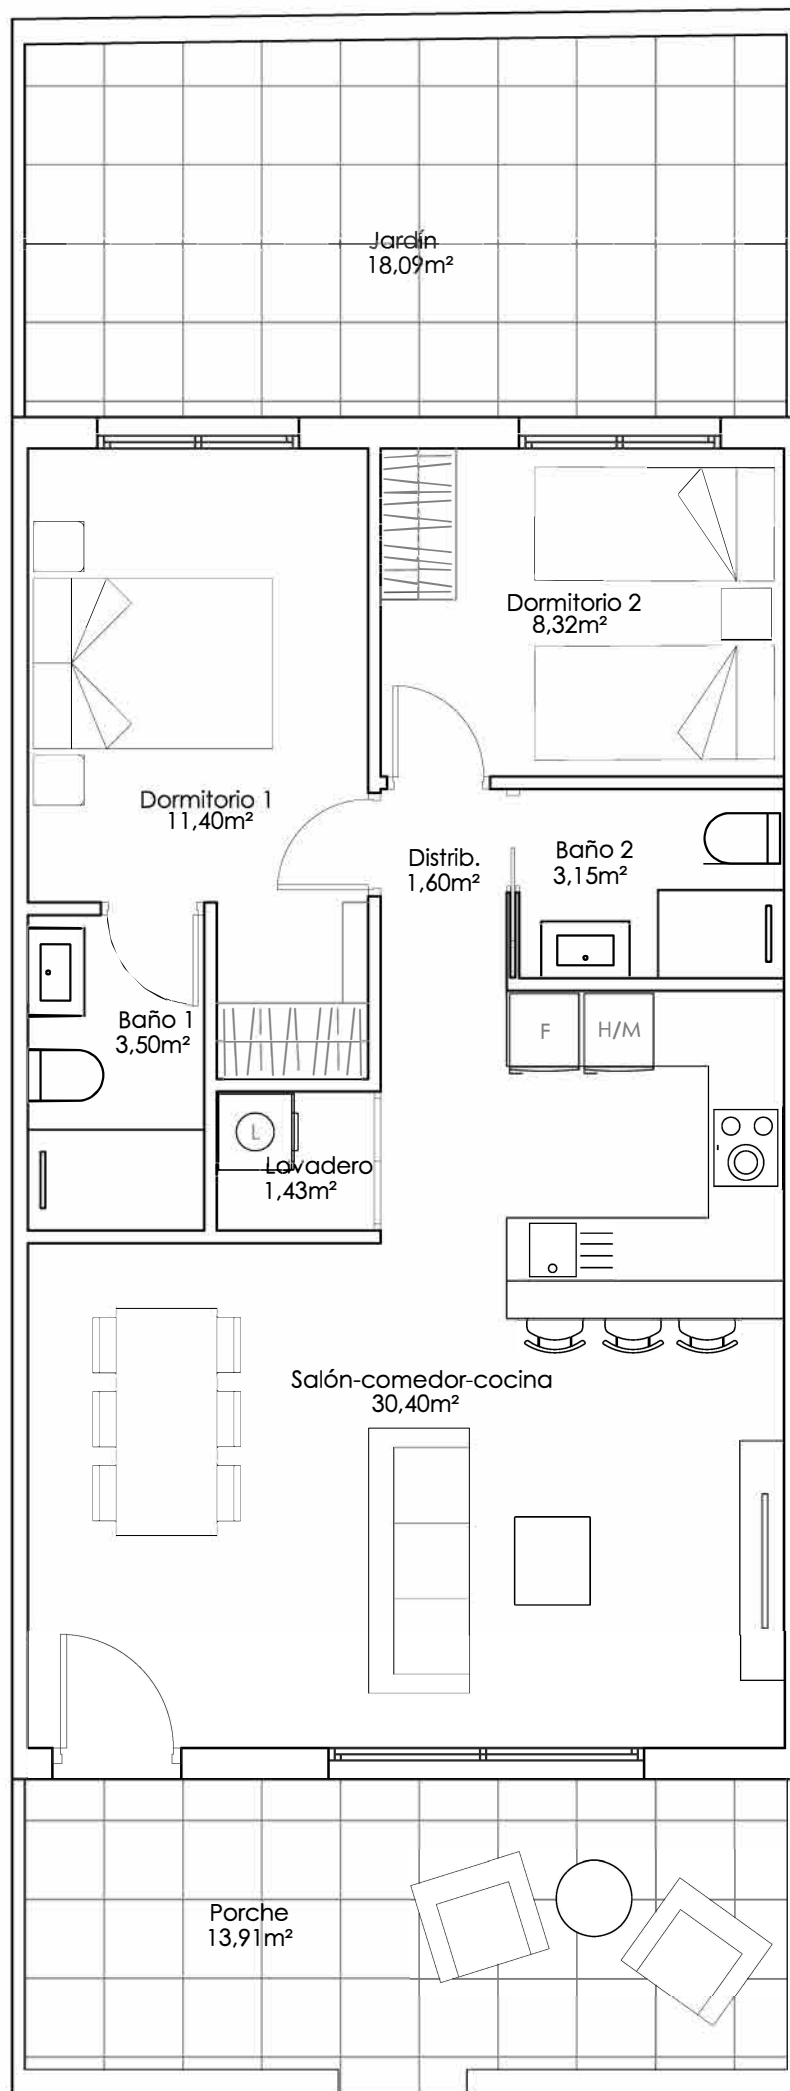 Jardín
18,09m²
Dormitorio 2
8,32m²
Dormitorio 1
11,40m²
Distrib.
1,60m²
Baño 2
3,15m²
Baño 1
3,50m²
F
H/M
L
Lavadero
1,43m²
Salón-comedor-cocina
30,40m²
Porche
13,91m²